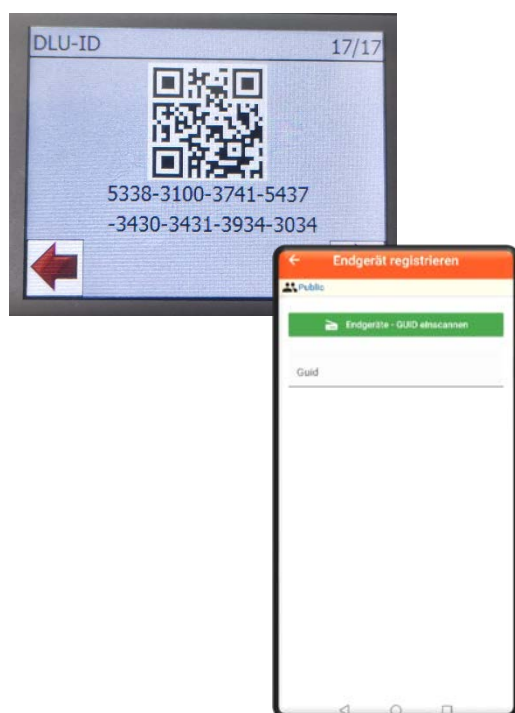 DLU-ID 17/17
5338-3100-3741-5437
-3430-3431-3934-3034
Endgerät registrieren
Public
Endgeräte - GUID einscannen
Guid